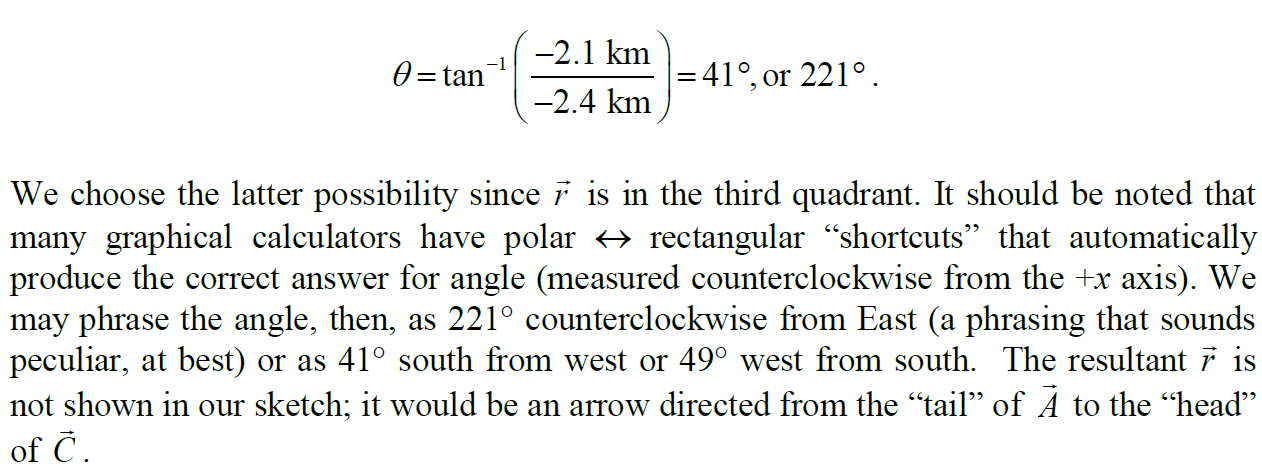 θ = tan⁻¹ (−2.1 km / −2.4 km) = 41°, or 221°.
We choose the latter possibility since r⃗ is in the third quadrant. It should be noted that
many graphical calculators have polar ↔ rectangular “shortcuts” that automatically
produce the correct answer for angle (measured counterclockwise from the +x axis). We
may phrase the angle, then, as 221° counterclockwise from East (a phrasing that sounds
peculiar, at best) or as 41° south from west or 49° west from south. The resultant r⃗ is
not shown in our sketch; it would be an arrow directed from the “tail” of A⃗ to the “head”
of C⃗.